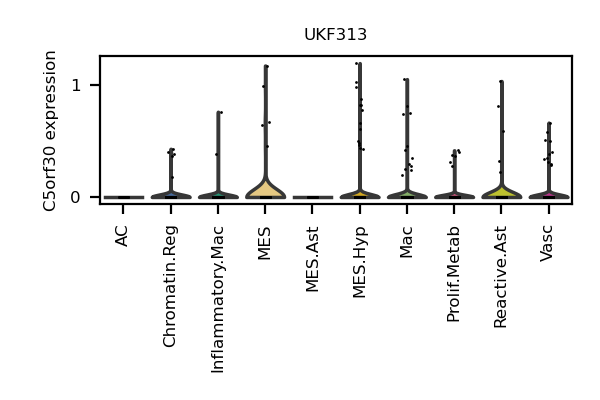 UKF313
C5orf30 expression
1
0
AC
Chromatin.Reg
Inflammatory.Mac
MES
MES.Ast
MES.Hyp
Mac
Prolif.Metab
Reactive.Ast
Vasc